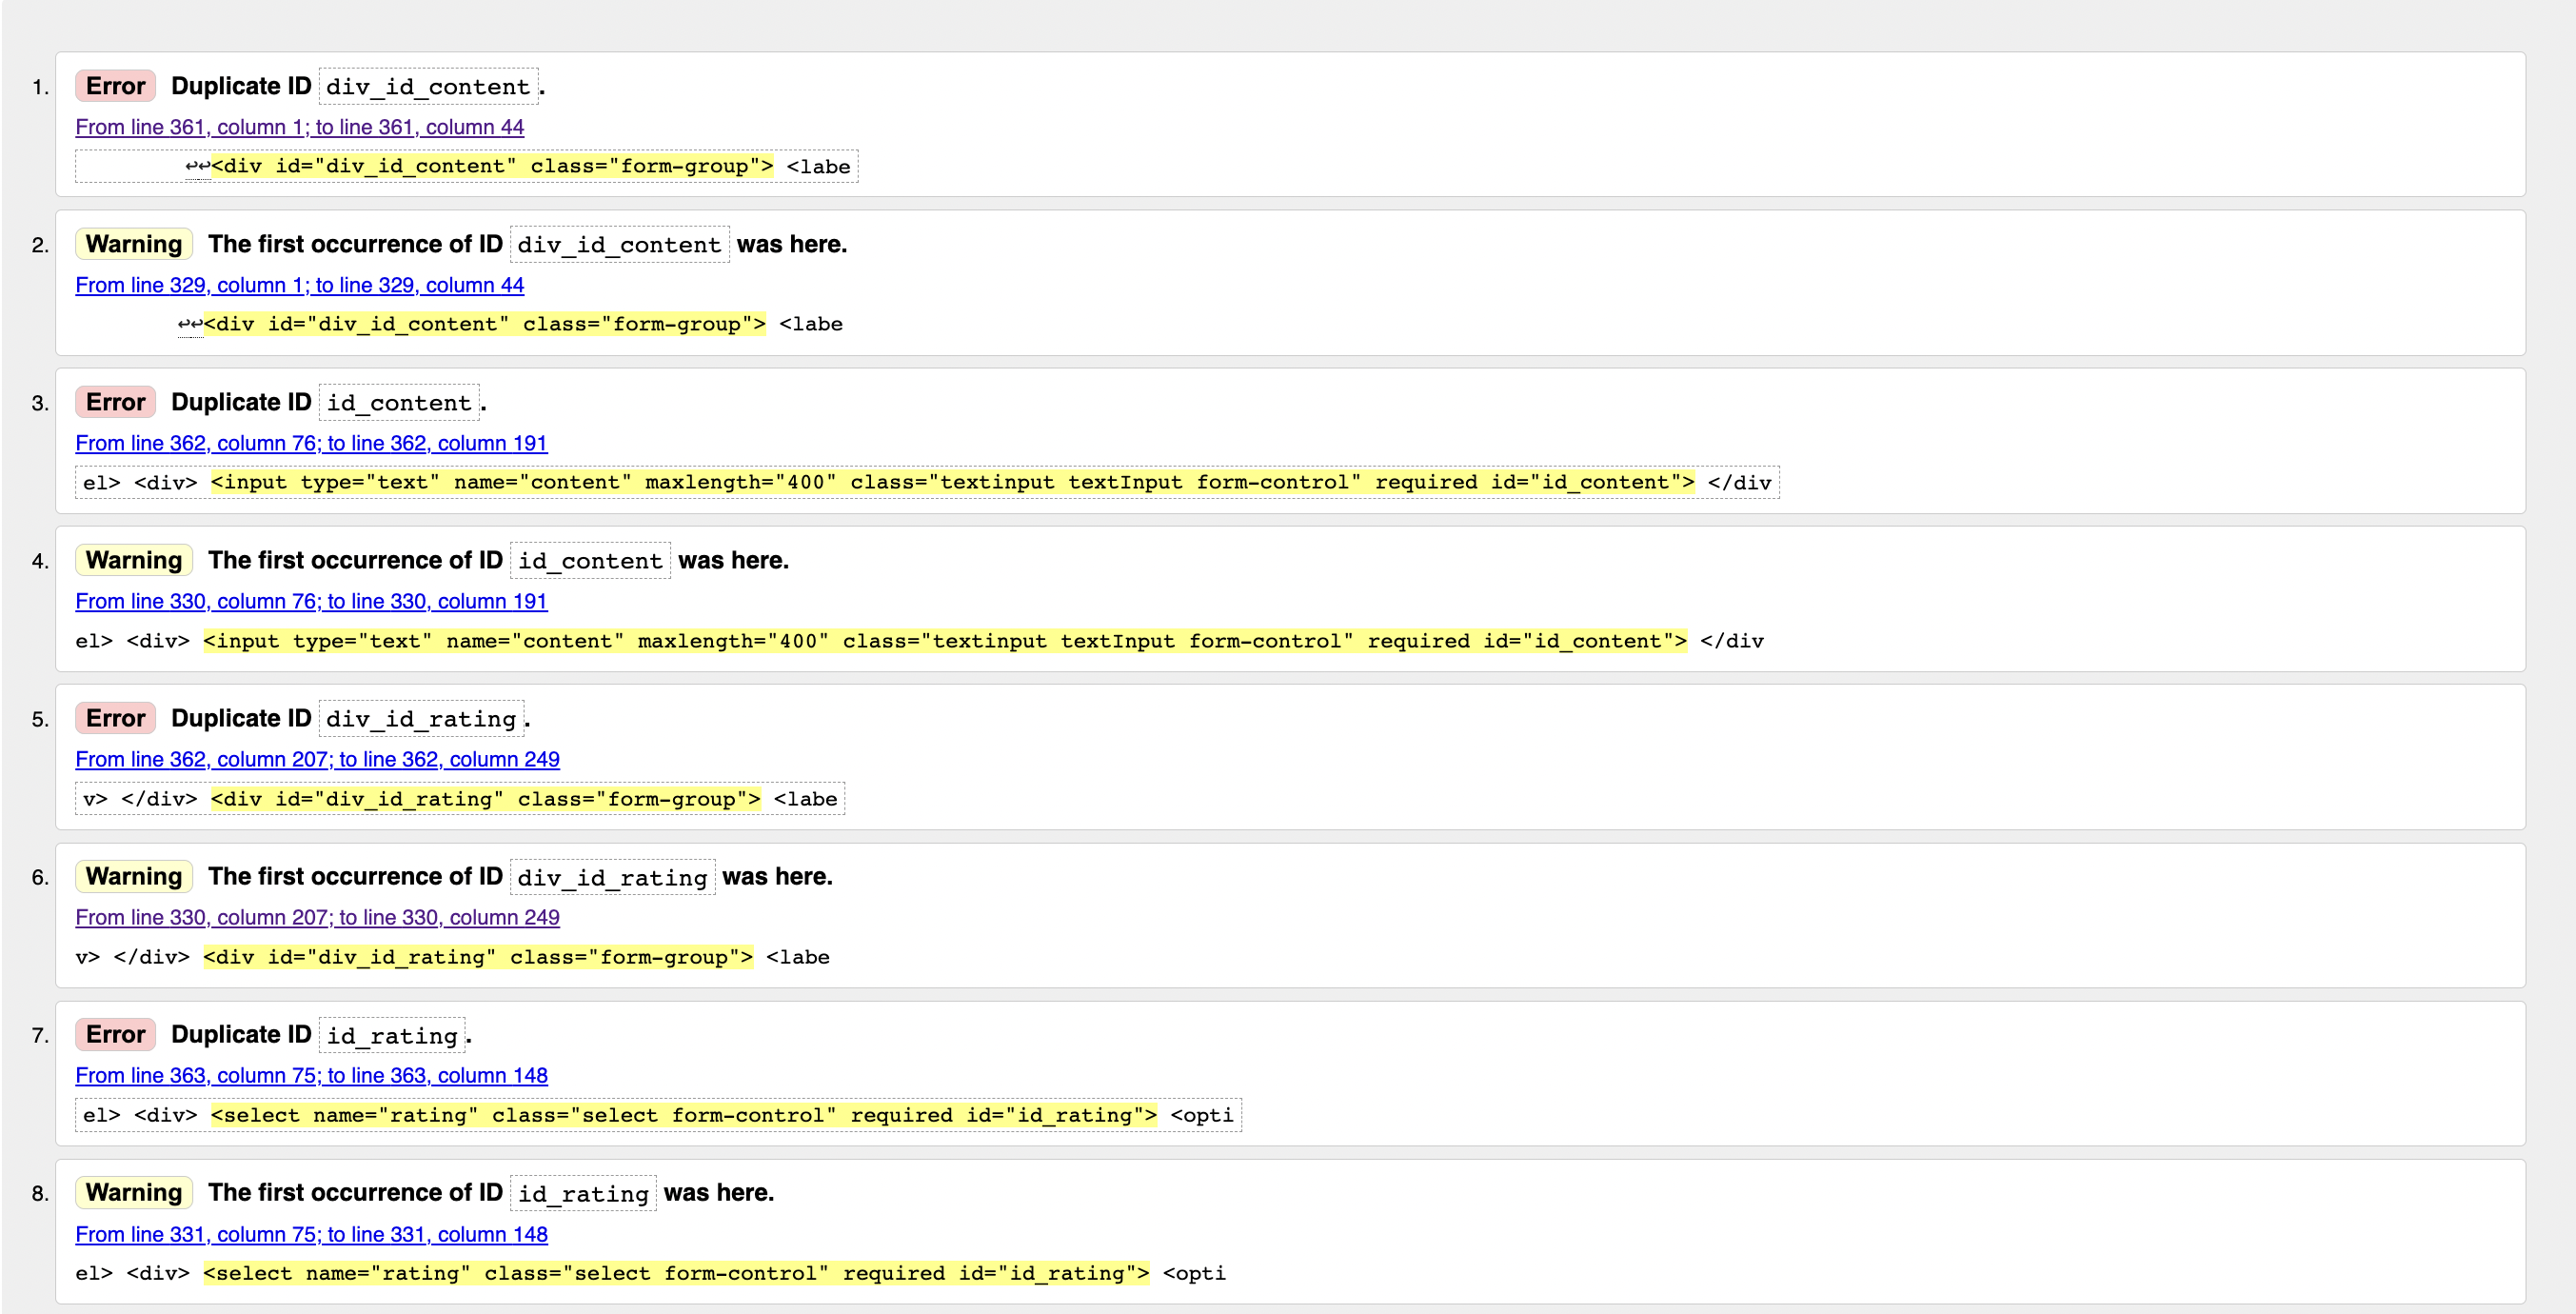 1. Error Duplicate ID div_id_content.
From line 361, column 1; to line 361, column 44
↩↩<div id="div_id_content" class="form-group"> <labe
2. Warning The first occurrence of ID div_id_content was here.
From line 329, column 1; to line 329, column 44
↩↩<div id="div_id_content" class="form-group"> <labe
3. Error Duplicate ID id_content.
From line 362, column 76; to line 362, column 191
el> <div> <input type="text" name="content" maxlength="400" class="textinput textInput form-control" required id="id_content"> </div
4. Warning The first occurrence of ID id_content was here.
From line 330, column 76; to line 330, column 191
el> <div> <input type="text" name="content" maxlength="400" class="textinput textInput form-control" required id="id_content"> </div
5. Error Duplicate ID div_id_rating.
From line 362, column 207; to line 362, column 249
v> </div> <div id="div_id_rating" class="form-group"> <labe
6. Warning The first occurrence of ID div_id_rating was here.
From line 330, column 207; to line 330, column 249
v> </div> <div id="div_id_rating" class="form-group"> <labe
7. Error Duplicate ID id_rating.
From line 363, column 75; to line 363, column 148
el> <div> <select name="rating" class="select form-control" required id="id_rating"> <opti
8. Warning The first occurrence of ID id_rating was here.
From line 331, column 75; to line 331, column 148
el> <div> <select name="rating" class="select form-control" required id="id_rating"> <opti